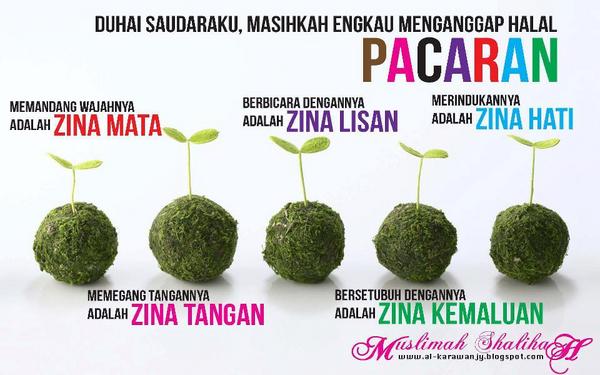 DUHAI SAUDARAKU, MASIHKAH ENGKAU MENGANGGAP HALAL
PACARAN
MEMANDANG WAJAHNYA
ADALAH ZINA MATA
BERBICARA DENGANNYA
ADALAH ZINA LISAN
MERINDUKANNYA
ADALAH ZINA HATI
MEMEGANG TANGANNYA
ADALAH ZINA TANGAN
BERSETUBUH DENGANNYA
ADALAH ZINA KEMALUAN
Muslimah Shalihah
www.al-karawanjy.blogspot.com